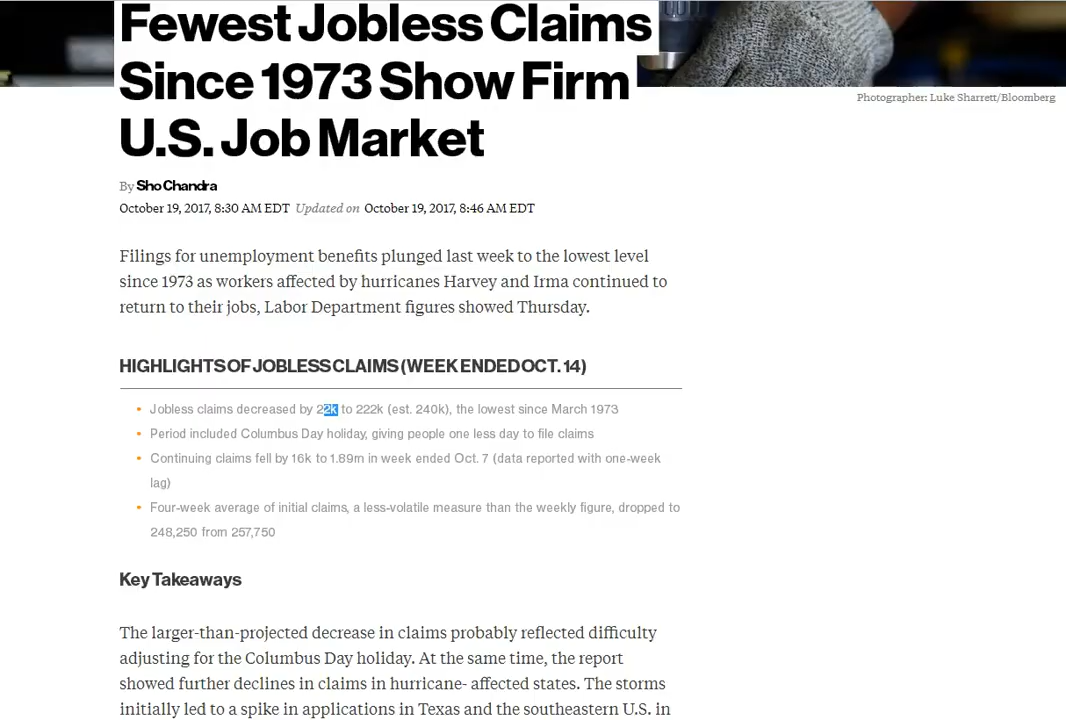 Fewest Jobless Claims
Since 1973 Show Firm
U.S. Job Market
Photographer: Luke Sharrett/Bloomberg
By Sho Chandra
October 19, 2017, 8:30 AM EDT Updated on October 19, 2017, 8:46 AM EDT
Filings for unemployment benefits plunged last week to the lowest level
since 1973 as workers affected by hurricanes Harvey and Irma continued to
return to their jobs, Labor Department figures showed Thursday.
HIGHLIGHTS OF JOBLESS CLAIMS (WEEK ENDED OCT. 14)
• Jobless claims decreased by 22k to 222k (est. 240k), the lowest since March 1973
• Period included Columbus Day holiday, giving people one less day to file claims
• Continuing claims fell by 16k to 1.89m in week ended Oct. 7 (data reported with one-week
lag)
• Four-week average of initial claims, a less-volatile measure than the weekly figure, dropped to
248,250 from 257,750
Key Takeaways
The larger-than-projected decrease in claims probably reflected difficulty
adjusting for the Columbus Day holiday. At the same time, the report
showed further declines in claims in hurricane- affected states. The storms
initially led to a spike in applications in Texas and the southeastern U.S. in